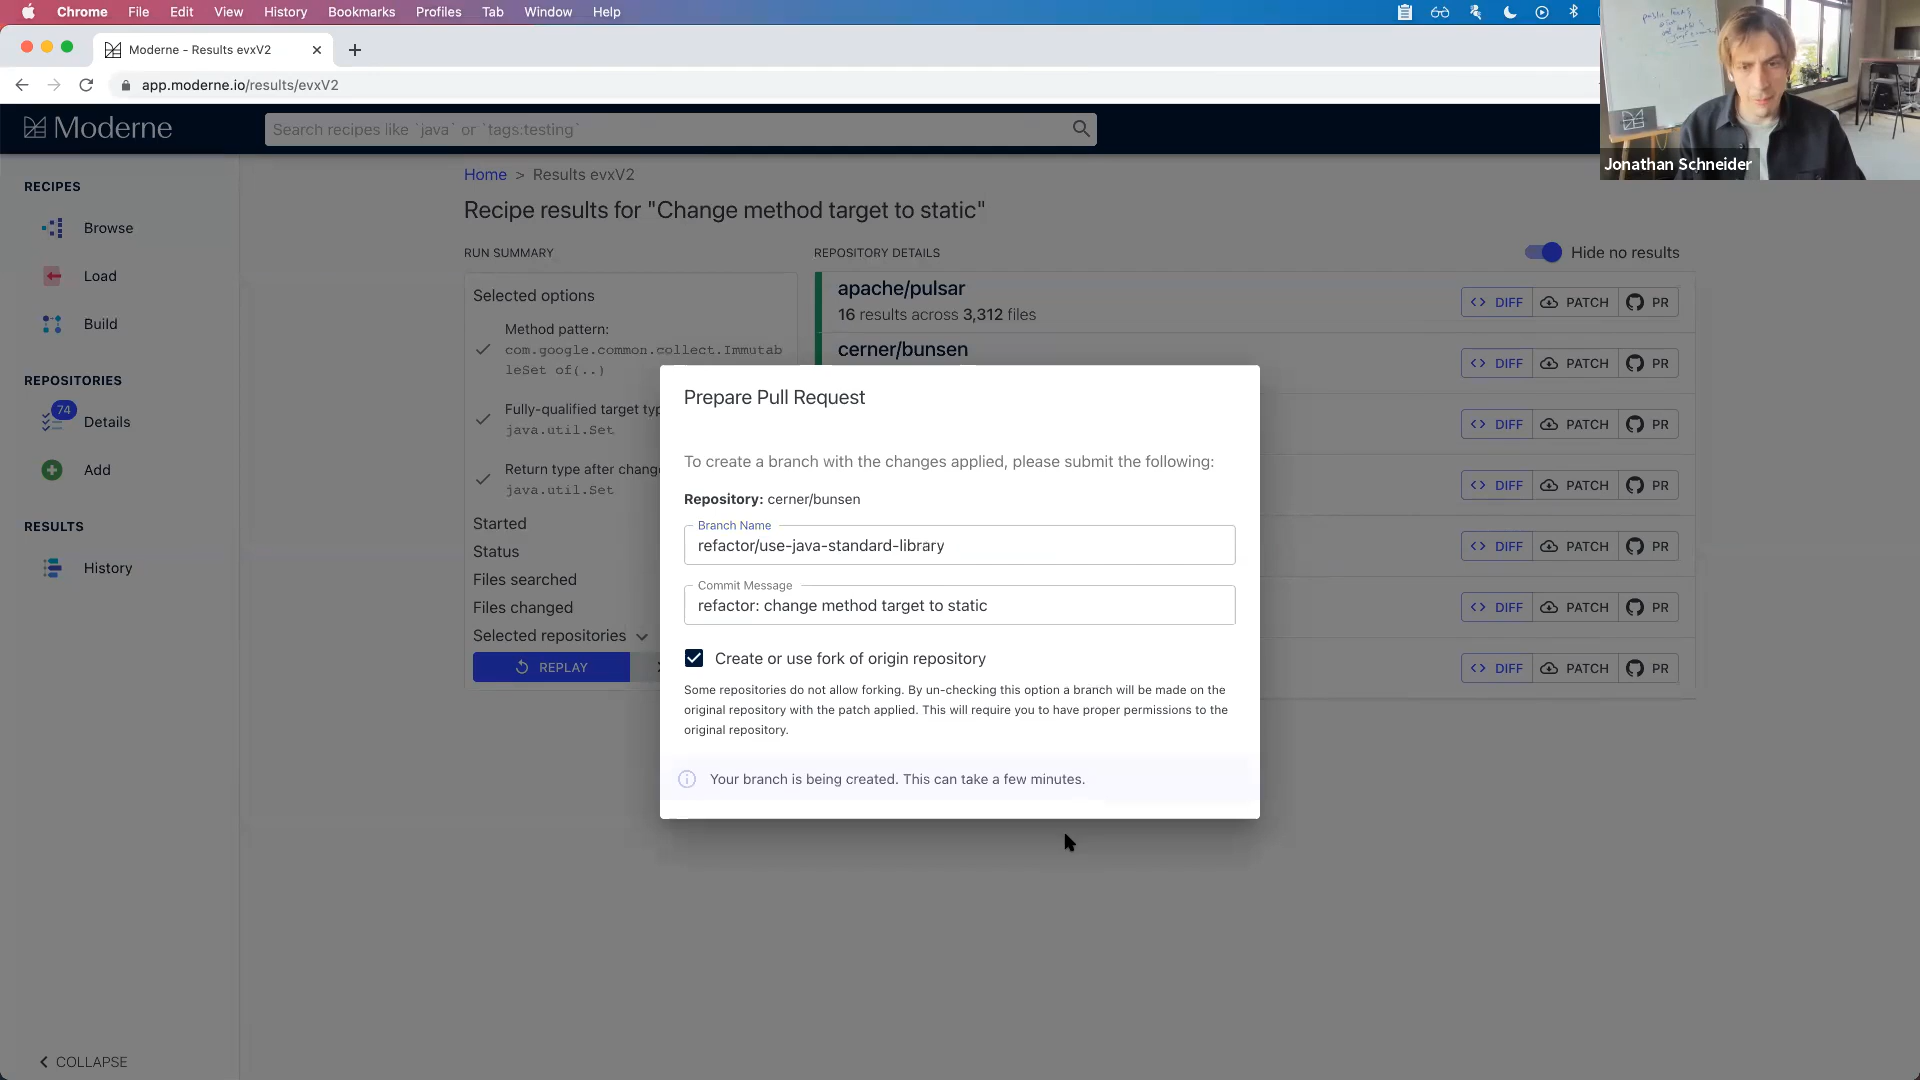 Chrome File Edit View History Bookmarks Profiles Tab Window Help
Moderne - Results evxV2
app.moderne.io/results/evxV2
Moderne
Search recipes like `java` or `tags:testing`
Jonathan Schneider
RECIPES
Browse
Load
Build
REPOSITORIES
74
Details
Add
RESULTS
History
COLLAPSE
Home > Results evxV2
Recipe results for "Change method target to static"
RUN SUMMARY
Selected options
Method pattern:
com.google.common.collect.Immutab
leSet of(..)
Fully-qualified target typ
java.util.Set
Return type after chang
java.util.Set
Started
Status
Files searched
Files changed
Selected repositories
REPLAY
REPOSITORY DETAILS
Hide no results
apache/pulsar
16 results across 3,312 files
DIFF PATCH PR
cerner/bunsen
DIFF PATCH PR
DIFF PATCH PR
DIFF PATCH PR
DIFF PATCH PR
DIFF PATCH PR
DIFF PATCH PR
Prepare Pull Request
To create a branch with the changes applied, please submit the following:
Repository: cerner/bunsen
Branch Name
refactor/use-java-standard-library
Commit Message
refactor: change method target to static
Create or use fork of origin repository
Some repositories do not allow forking. By un-checking this option a branch will be made on the
original repository with the patch applied. This will require you to have proper permissions to the
original repository.
Your branch is being created. This can take a few minutes.